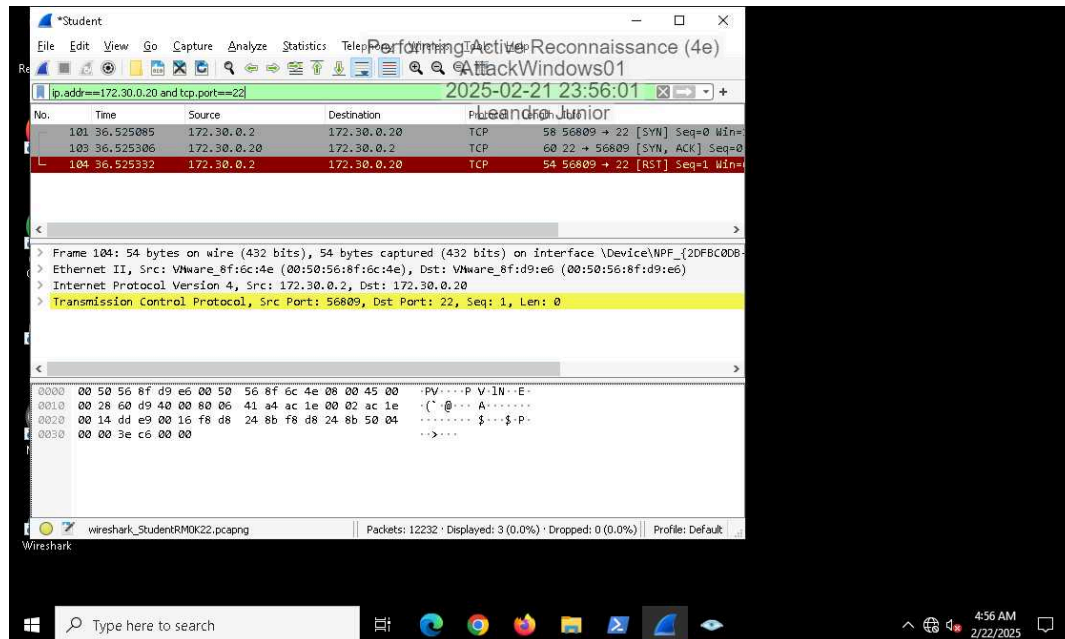 *Student
File Edit View Go Capture Analyze Statistics Telephony Wireless Tools Help
Performing Active Reconnaissance (4e)
AttackWindows01
2025-02-21 23:56:01
Leandro Junior
ip.addr==172.30.0.20 and tcp.port==22
No. Time Source Destination Protocol Length Info
101 36.525085 172.30.0.2 172.30.0.20 TCP 58 56809 → 22 [SYN] Seq=0 Win=
103 36.525306 172.30.0.20 172.30.0.2 TCP 60 22 → 56809 [SYN, ACK] Seq=0
104 36.525332 172.30.0.2 172.30.0.20 TCP 54 56809 → 22 [RST] Seq=1 Win=
Frame 104: 54 bytes on wire (432 bits), 54 bytes captured (432 bits) on interface \Device\NPF_{2DFBC0DB-
Ethernet II, Src: VMware_8f:6c:4e (00:50:56:8f:6c:4e), Dst: VMware_8f:d9:e6 (00:50:56:8f:d9:e6)
Internet Protocol Version 4, Src: 172.30.0.2, Dst: 172.30.0.20
Transmission Control Protocol, Src Port: 56809, Dst Port: 22, Seq: 1, Len: 0
0000 00 50 56 8f d9 e6 00 50 56 8f 6c 4e 08 00 45 00 ·PV····P V·lN··E·
0010 00 28 60 d9 40 00 80 06 41 a4 ac 1e 00 02 ac 1e ·(`·@··· A·······
0020 00 14 dd e9 00 16 f8 d8 24 8b f8 d8 24 8b 50 04 ········ $···$·P·
0030 00 00 3e c6 00 00 ··>···
wireshark_StudentRM0K22.pcapng
Packets: 12232 · Displayed: 3 (0.0%) · Dropped: 0 (0.0%)
Profile: Default
Wireshark
Type here to search
4:56 AM
2/22/2025